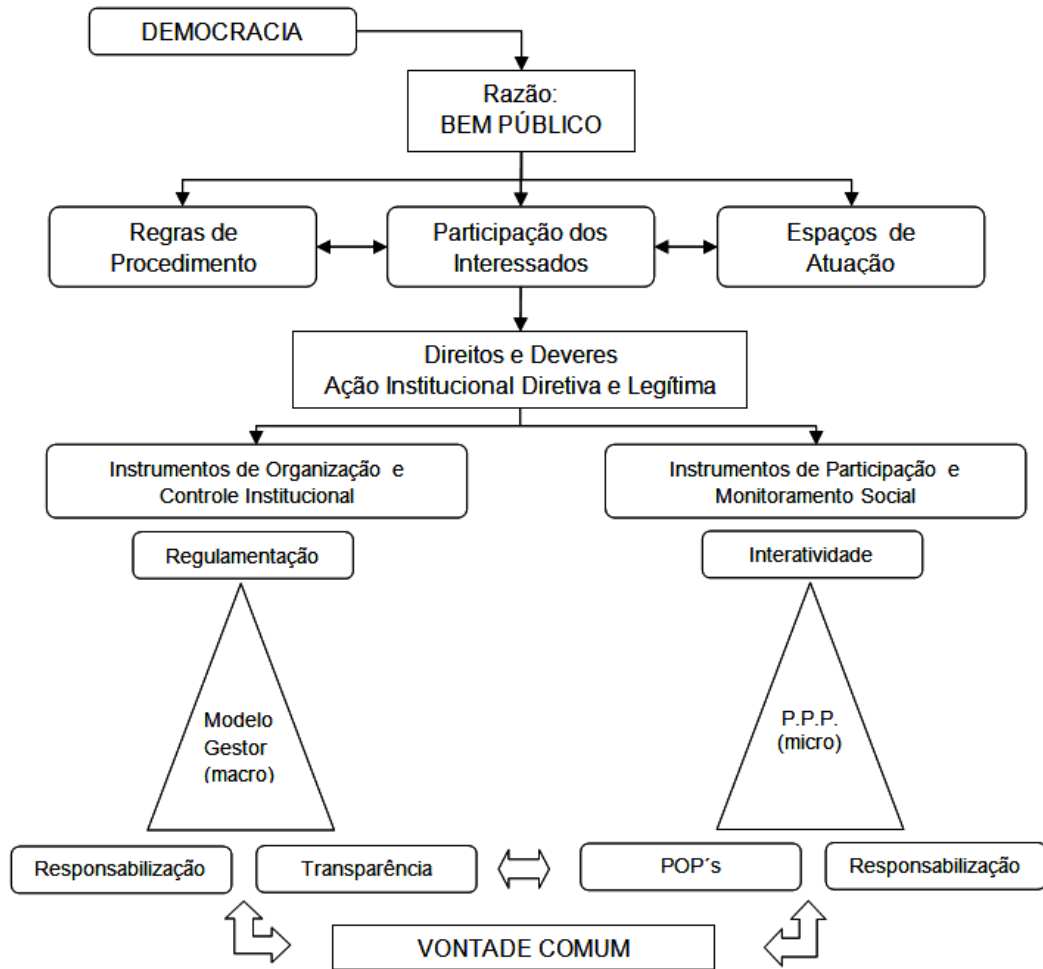 DEMOCRACIA
Razão:
BEM PÚBLICO
Regras de
Procedimento
Participação dos
Interessados
Espaços de
Atuação
Direitos e Deveres
Ação Institucional Diretiva e Legítima
Instrumentos de Organização e
Controle Institucional
Instrumentos de Participação e
Monitoramento Social
Regulamentação
Interatividade
Modelo
Gestor
(macro)
P.P.P.
(micro)
Responsabilização
Transparência
POP´s
Responsabilização
VONTADE COMUM